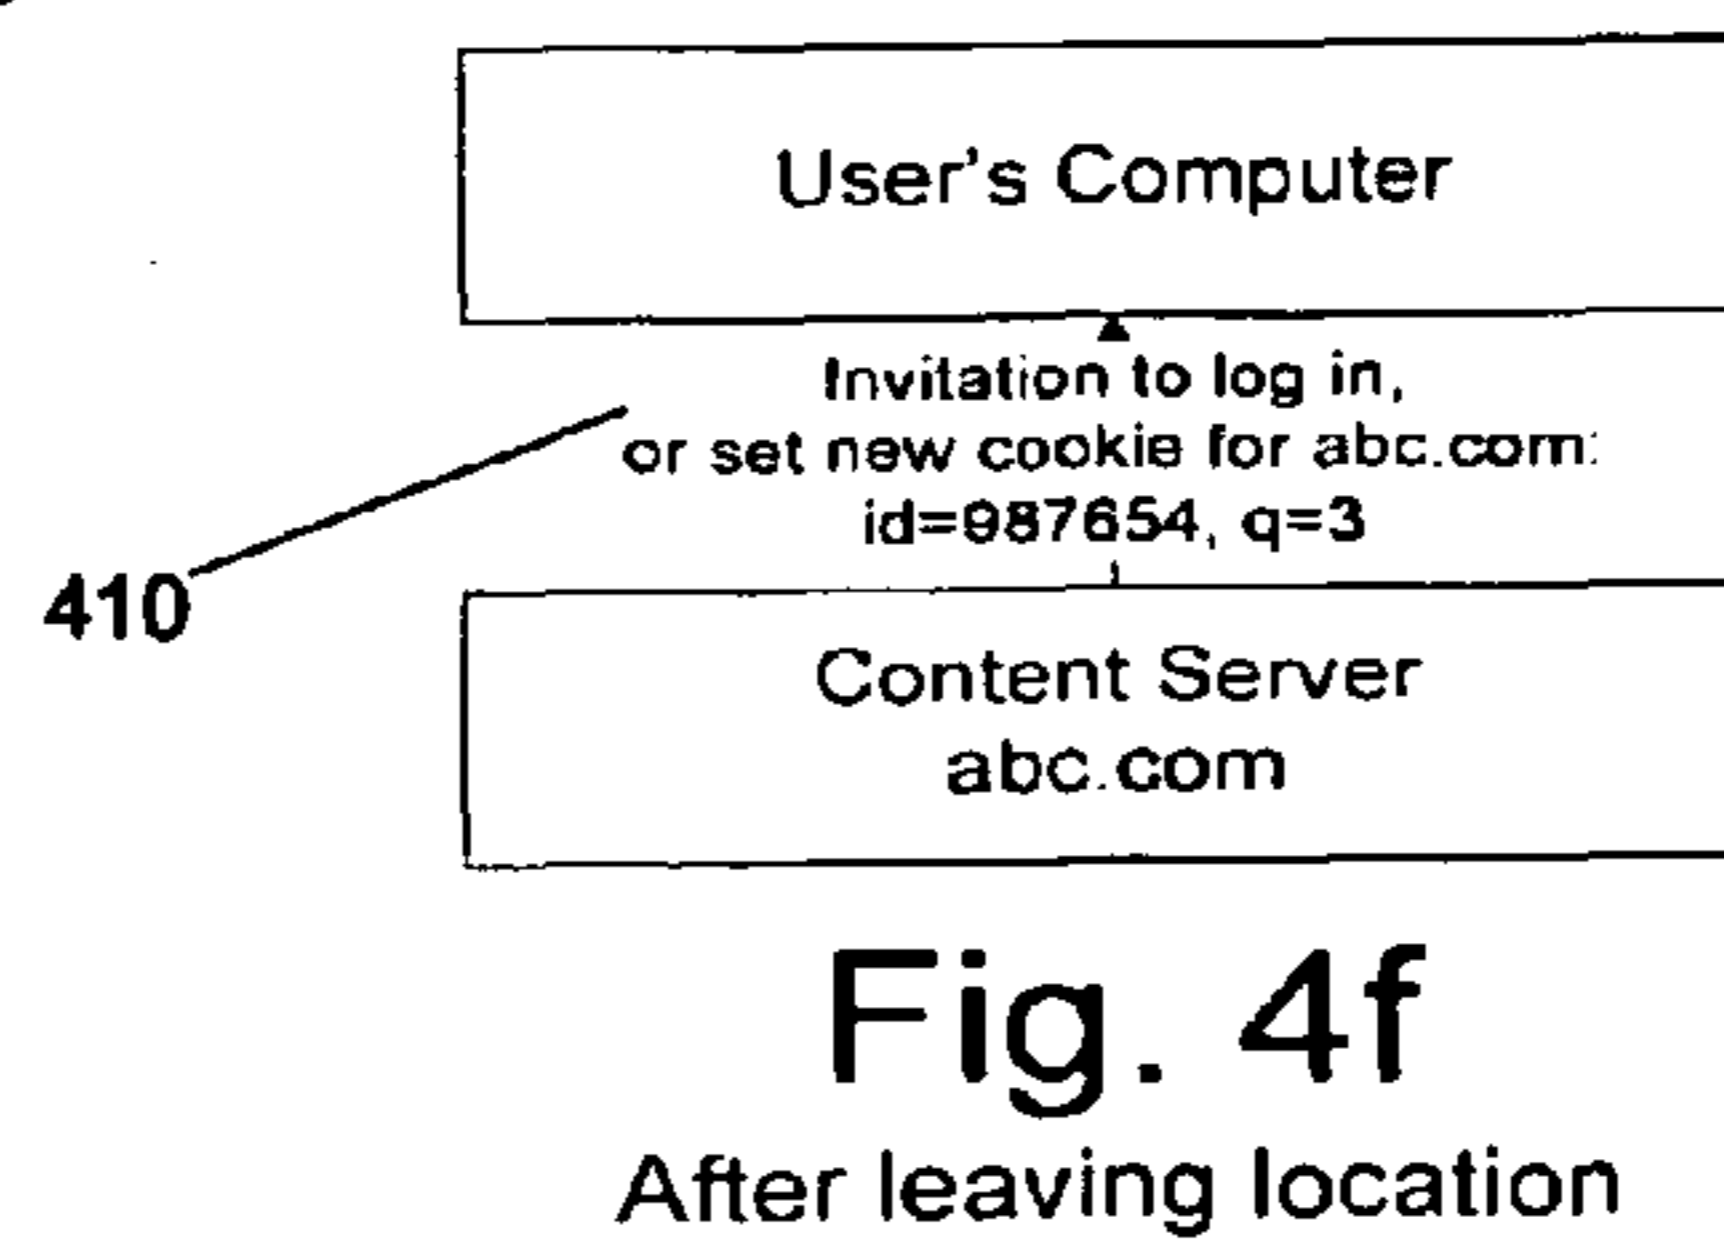 User's Computer
Invitation to log in,
or set new cookie for abc.com:
id=987654, q=3
410
Content Server
abc.com
Fig. 4f
After leaving location